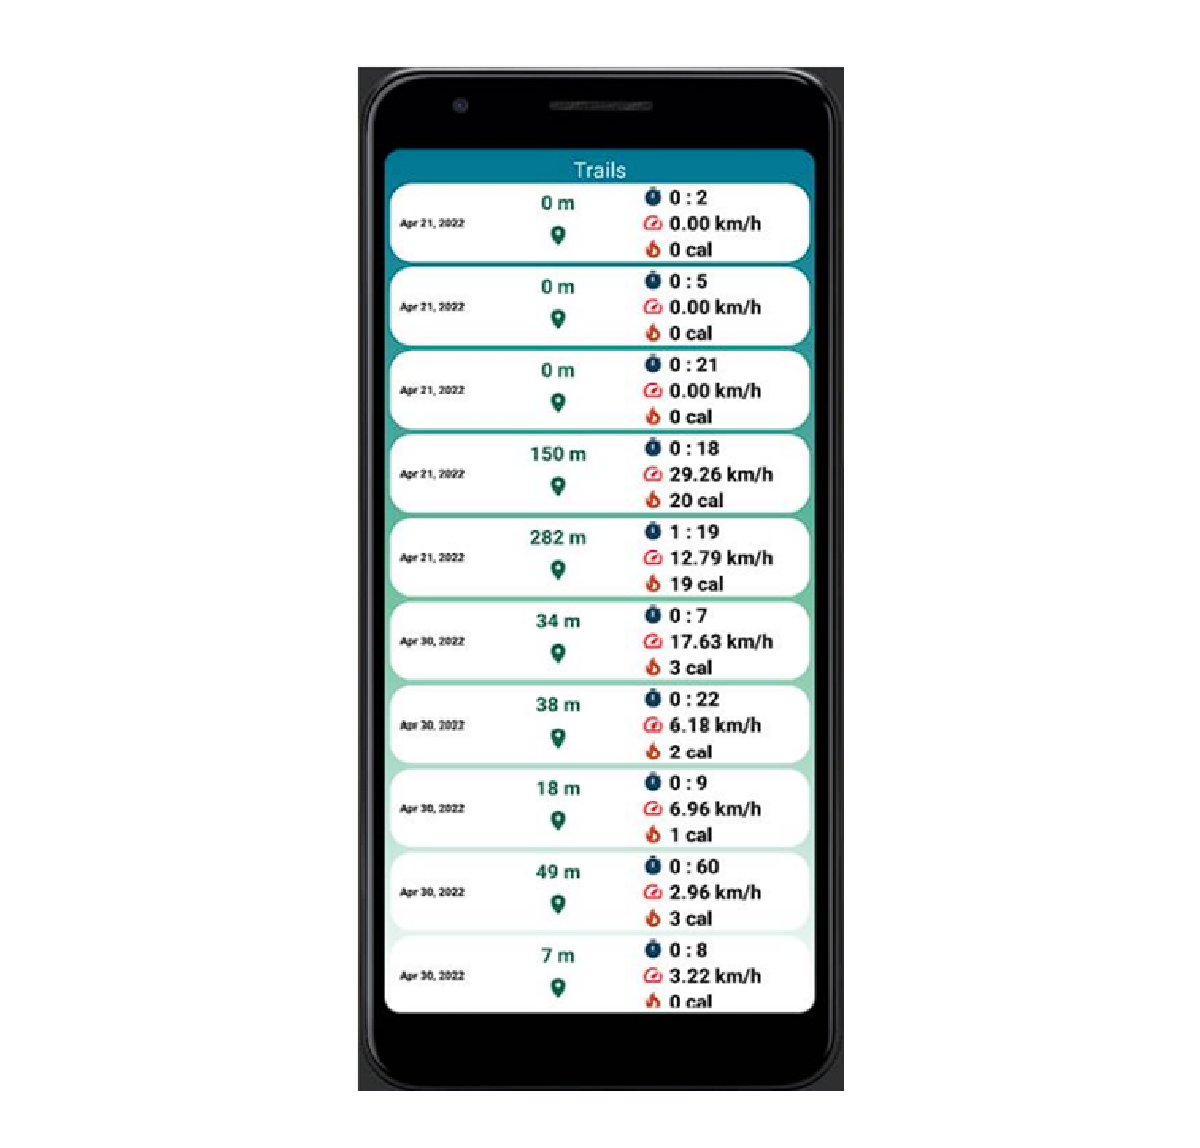 Trails
0 m
0 : 2
Apr 21, 2022
0.00 km/h
0 cal
0 m
0 : 5
Apr 21, 2022
0.00 km/h
0 cal
0 m
0 : 21
Apr 21, 2022
0.00 km/h
0 cal
150 m
0 : 18
Apr 21, 2022
29.26 km/h
20 cal
282 m
1 : 19
Apr 21, 2022
12.79 km/h
19 cal
34 m
0 : 7
Apr 30, 2022
17.63 km/h
3 cal
38 m
0 : 22
Apr 30, 2022
6.18 km/h
2 cal
18 m
0 : 9
Apr 30, 2022
6.96 km/h
1 cal
49 m
0 : 60
Apr 30, 2022
2.96 km/h
3 cal
7 m
0 : 8
Apr 30, 2022
3.22 km/h
0 cal